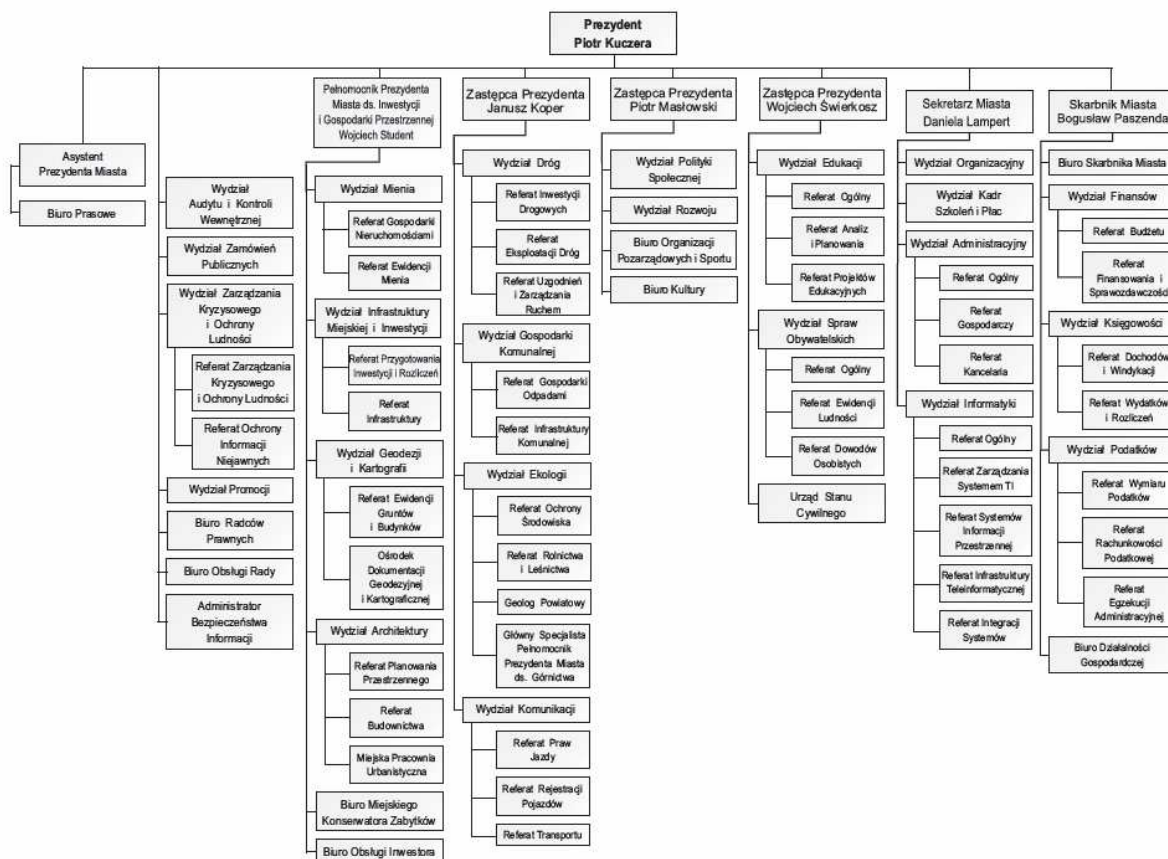 Prezydent
Piotr Kuczera
Asystent
Prezydenta Miasta
Biuro Prasowe
Wydział
Audytu i Kontroli
Wewnętrznej
Wydział Zamówień
Publicznych
Wydział Zarządzania
Kryzysowego
i Ochrony
Ludności
Referat Zarządzania
Kryzysowego
i Ochrony Ludności
Referat Ochrony
Informacji
Niejawnych
Wydział Promocji
Biuro Radców
Prawnych
Biuro Obsługi Rady
Administrator
Bezpieczeństwa
Informacji
Pełnomocnik Prezydenta
Miasta ds. Inwestycji
i Gospodarki Przestrzennej
Wojciech Student
Wydział Mienia
Referat Gospodarki
Nieruchomościami
Referat Ewidencji
Mienia
Wydział Infrastruktury
Miejskiej i Inwestycji
Referat Przygotowania
Inwestycji i Rozliczeń
Referat
Infrastruktury
Wydział Geodezji
i Kartografii
Referat Ewidencji
Gruntów
i Budynków
Ośrodek
Dokumentacji
Geodezyjnej
i Kartograficznej
Wydział Architektury
Referat Planowania
Przestrzennego
Referat
Budownictwa
Miejska Pracownia
Urbanistyczna
Biuro Miejskiego
Konserwatora Zabytków
Biuro Obsługi Inwestora
Zastępca Prezydenta
Janusz Koper
Wydział Dróg
Referat Inwestycji
Drogowych
Referat
Eksploatacji Dróg
Referat Uzgodnień
i Zarządzania
Ruchem
Wydział Gospodarki
Komunalnej
Referat Gospodarki
Odpadami
Referat Infrastruktury
Komunalnej
Wydział Ekologii
Referat Ochrony
Środowiska
Referat Rolnictwa
i Leśnictwa
Geolog Powiatowy
Główny Specjalista
Pełnomocnik
Prezydenta Miasta
ds. Górnictwa
Wydział Komunikacji
Referat Praw
Jazdy
Referat Rejestracji
Pojazdów
Referat Transportu
Zastępca Prezydenta
Piotr Masłowski
Wydział Polityki
Społecznej
Wydział Rozwoju
Biuro Organizacji
Pozarządowych i Sportu
Biuro Kultury
Zastępca Prezydenta
Wojciech Świerkosz
Wydział Edukacji
Referat Ogólny
Referat Analiz
i Planowania
Referat Projektów
Edukacyjnych
Wydział Spraw
Obywatelskich
Referat Ogólny
Referat Ewidencji
Ludności
Referat Dowodów
Osobistych
Urząd Stanu
Cywilnego
Sekretarz Miasta
Daniela Lampert
Wydział Organizacyjny
Wydział Kadr
Szkoleń i Płac
Wydział Administracyjny
Referat Ogólny
Referat
Gospodarczy
Referat
Kancelaria
Wydział Informatyki
Referat Ogólny
Referat Zarządzania
Systemem TI
Referat Systemów
Informacji
Przestrzennej
Referat Infrastruktury
Teleinformatycznej
Referat Integracji
Systemów
Skarbnik Miasta
Bogusław Paszenda
Biuro Skarbnika Miasta
Wydział Finansów
Referat Budżetu
Referat
Finansowania i
Sprawozdawczości
Wydział Księgowości
Referat Dochodów
i Windykacji
Referat Wydatków
i Rozliczeń
Wydział Podatków
Referat Wymiaru
Podatków
Referat
Rachunkowości
Podatkowej
Referat
Egzekucji
Administracyjnej
Biuro Działalności
Gospodardczej